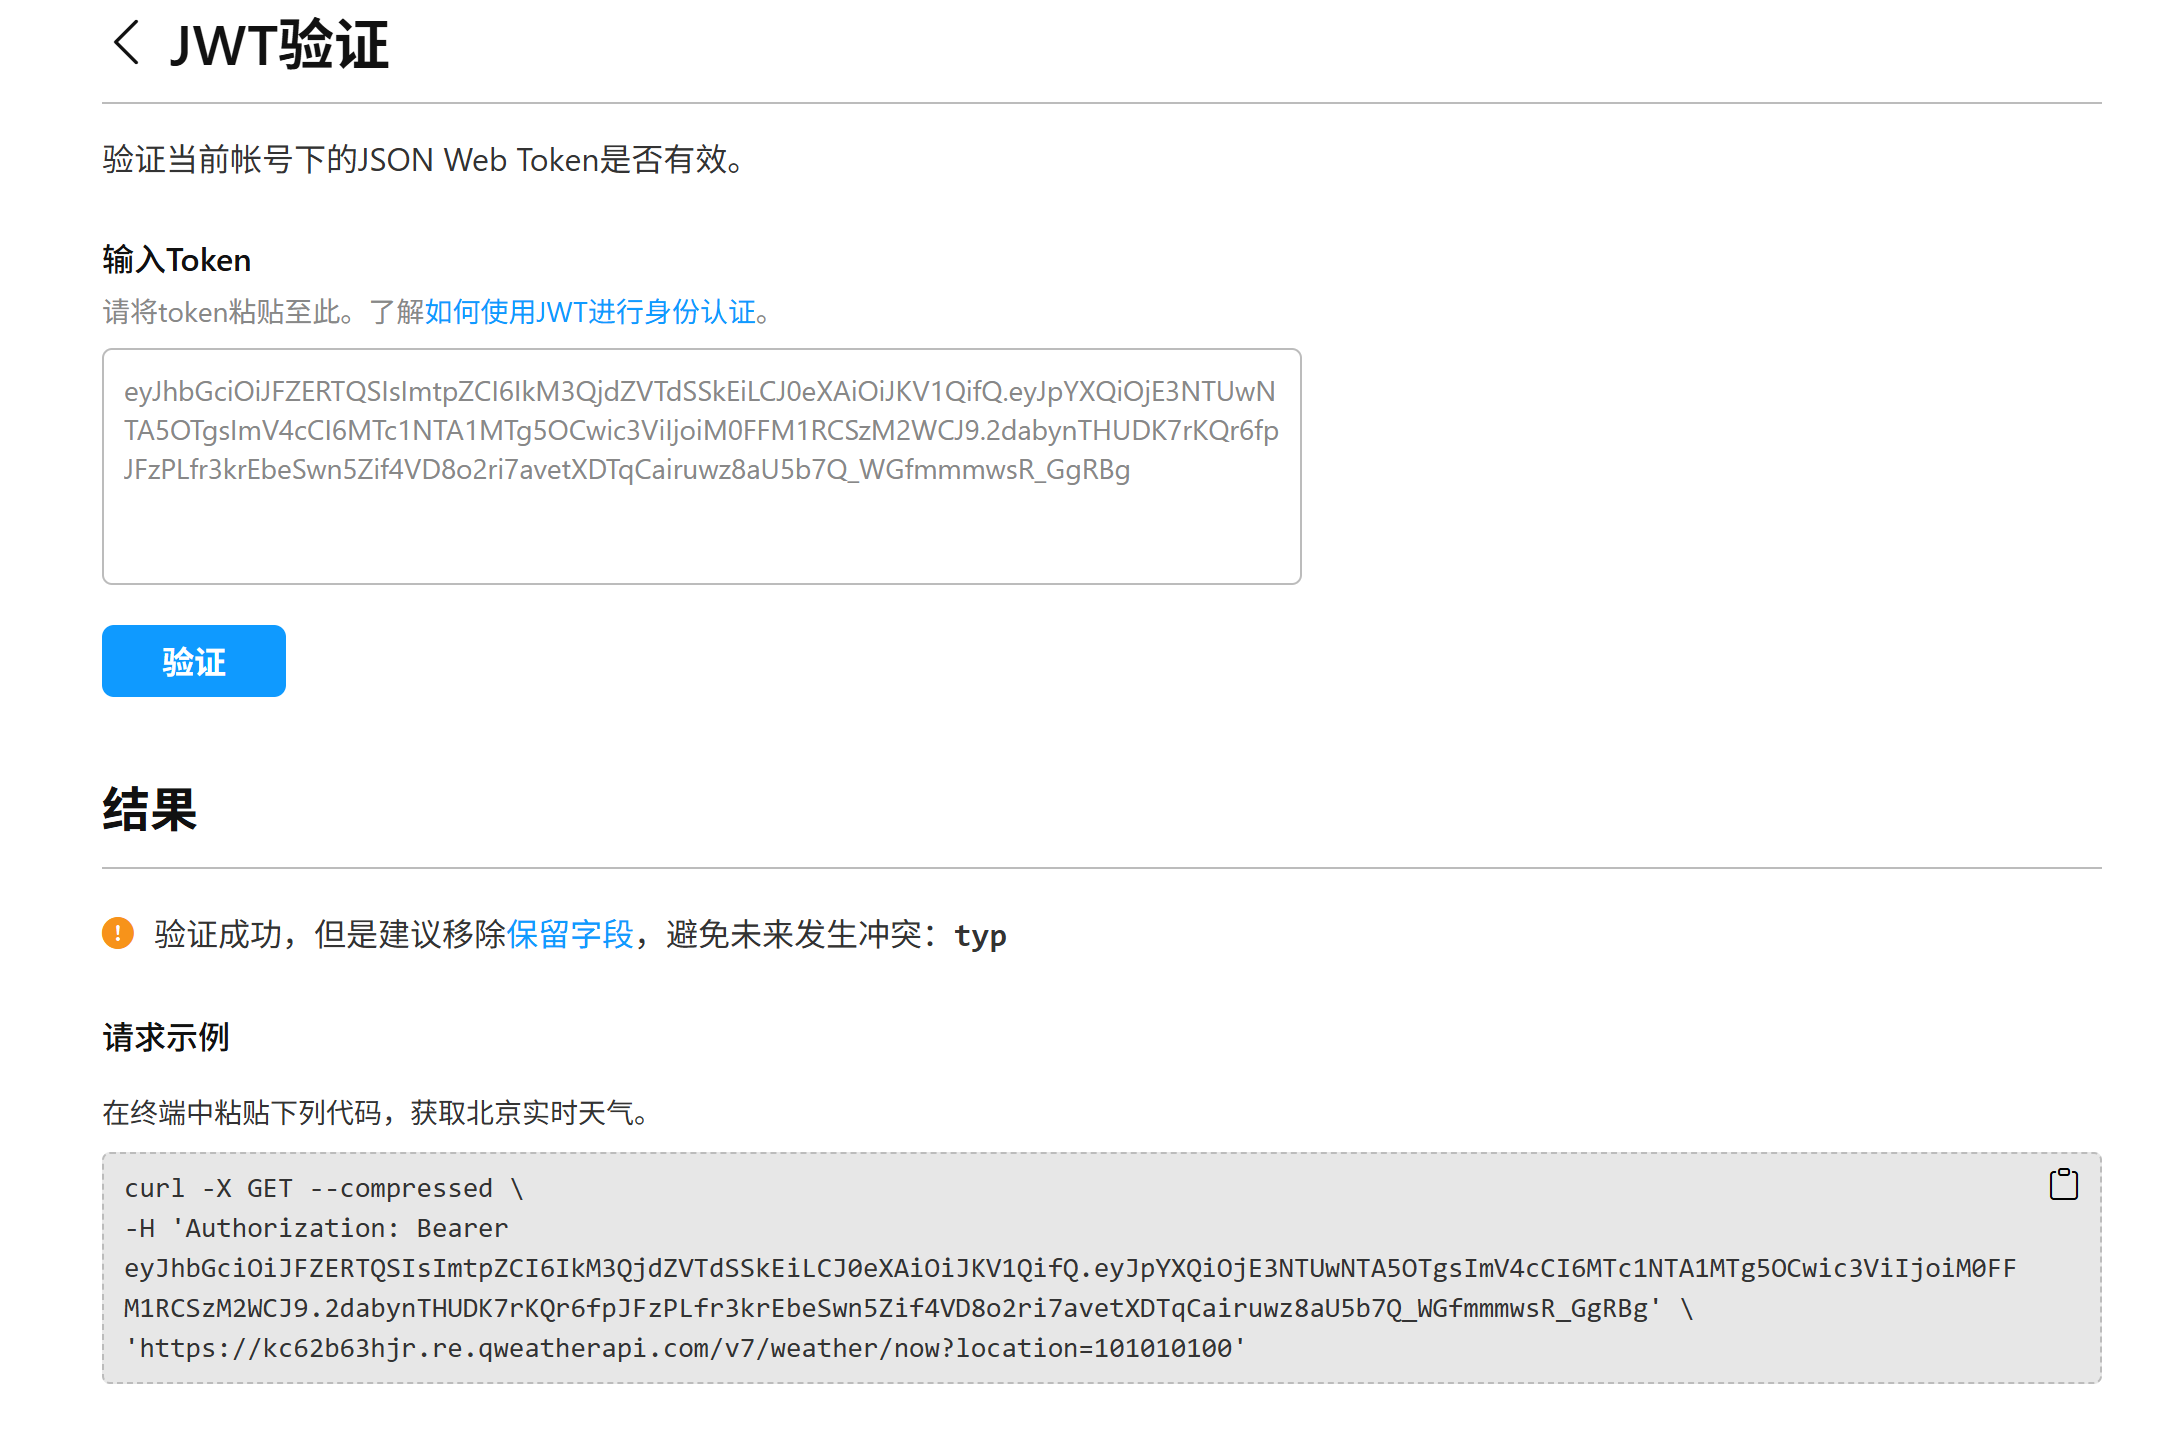 JWT验证
验证当前帐号下的JSON Web Token是否有效。
输入Token
请将token粘贴至此。了解如何使用JWT进行身份认证。
eyJhbGciOiJFZERTQSIsImtpZCI6IkM3QjdZVTdSSkEiLCJ0eXAiOiJKV1QifQ.eyJpYXQiOjE3NTUwN
TA5OTgsImV4cCI6MTc1NTA1MTg5OCwic3ViIjoiM0FFM1RCSzM2WCJ9.2dabynTHUDK7rKQr6fp
JFzPLfr3krEbeSwn5Zif4VD8o2ri7avetXDTqCairuwz8aU5b7Q_WGfmmmwsR_GgRBg
验证
结果
验证成功，但是建议移除保留字段，避免未来发生冲突：typ
请求示例
在终端中粘贴下列代码，获取北京实时天气。
curl -X GET --compressed \
-H 'Authorization: Bearer
eyJhbGciOiJFZERTQSIsImtpZCI6IkM3QjdZVTdSSkEiLCJ0eXAiOiJKV1QifQ.eyJpYXQiOjE3NTUwNTA5OTgsImV4cCI6MTc1NTA1MTg5OCwic3ViIjoiM0FF
M1RCSzM2WCJ9.2dabynTHUDK7rKQr6fpJFzPLfr3krEbeSwn5Zif4VD8o2ri7avetXDTqCairuwz8aU5b7Q_WGfmmmwsR_GgRBg' \
'https://kc62b63hjr.re.qweatherapi.com/v7/weather/now?location=101010100'